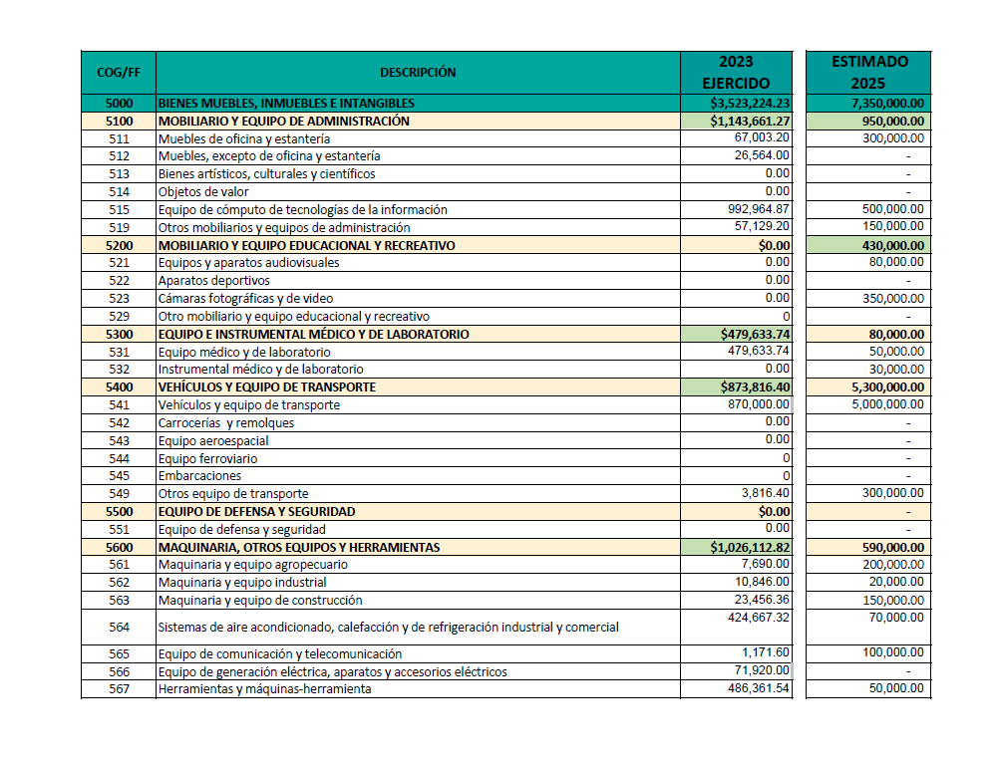 COG/FF DESCRIPCIÓN 2023 EJERCIDO ESTIMADO 2025
5000 BIENES MUEBLES, INMUEBLES E INTANGIBLES $3,523,224.23 7,350,000.00
5100 MOBILIARIO Y EQUIPO DE ADMINISTRACIÓN $1,143,661.27 950,000.00
511 Muebles de oficina y estantería 67,003.20 300,000.00
512 Muebles, excepto de oficina y estantería 26,564.00 -
513 Bienes artísticos, culturales y científicos 0.00 -
514 Objetos de valor 0.00 -
515 Equipo de cómputo de tecnologías de la información 992,964.87 500,000.00
519 Otros mobiliarios y equipos de administración 57,129.20 150,000.00
5200 MOBILIARIO Y EQUIPO EDUCACIONAL Y RECREATIVO $0.00 430,000.00
521 Equipos y aparatos audiovisuales 0.00 80,000.00
522 Aparatos deportivos 0.00 -
523 Cámaras fotográficas y de video 0.00 350,000.00
529 Otro mobiliario y equipo educacional y recreativo 0 -
5300 EQUIPO E INSTRUMENTAL MÉDICO Y DE LABORATORIO $479,633.74 80,000.00
531 Equipo médico y de laboratorio 479,633.74 50,000.00
532 Instrumental médico y de laboratorio 0.00 30,000.00
5400 VEHÍCULOS Y EQUIPO DE TRANSPORTE $873,816.40 5,300,000.00
541 Vehículos y equipo de transporte 870,000.00 5,000,000.00
542 Carrocerías y remolques 0.00 -
543 Equipo aeroespacial 0.00 -
544 Equipo ferroviario 0 -
545 Embarcaciones 0 -
549 Otros equipo de transporte 3,816.40 300,000.00
5500 EQUIPO DE DEFENSA Y SEGURIDAD $0.00 -
551 Equipo de defensa y seguridad 0.00 -
5600 MAQUINARIA, OTROS EQUIPOS Y HERRAMIENTAS $1,026,112.82 590,000.00
561 Maquinaria y equipo agropecuario 7,690.00 200,000.00
562 Maquinaria y equipo industrial 10,846.00 20,000.00
563 Maquinaria y equipo de construcción 23,456.36 150,000.00
564 Sistemas de aire acondicionado, calefacción y de refrigeración industrial y comercial 424,667.32 70,000.00
565 Equipo de comunicación y telecomunicación 1,171.60 100,000.00
566 Equipo de generación eléctrica, aparatos y accesorios eléctricos 71,920.00 -
567 Herramientas y máquinas-herramienta 486,361.54 50,000.00